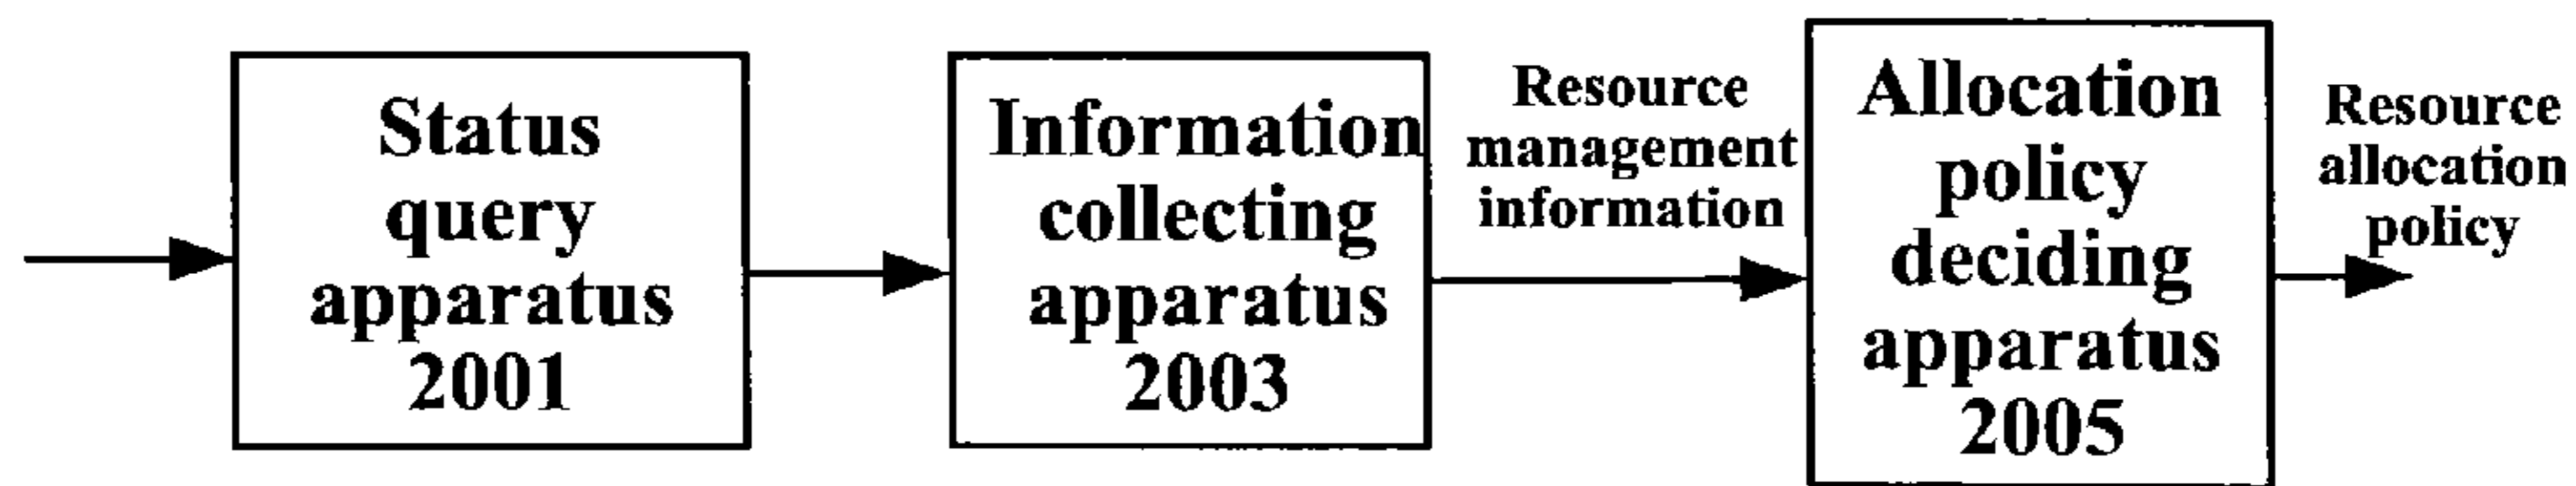 Status
query
apparatus
2001
Information
collecting
apparatus
2003
Resource
management
information
Allocation
policy
deciding
apparatus
2005
Resource
allocation
policy